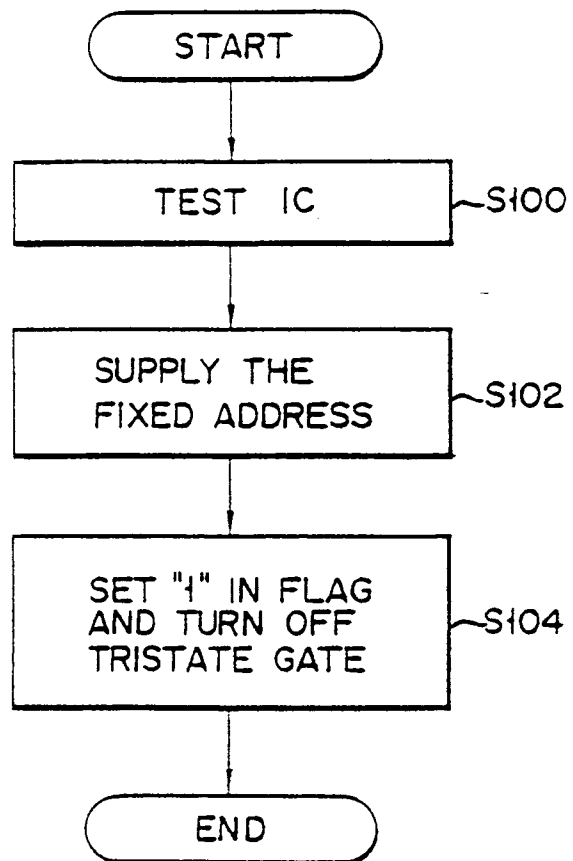 START
TEST IC
S100
SUPPLY THE
FIXED ADDRESS
S102
SET "1" IN FLAG
AND TURN OFF
TRISTATE GATE
S104
END